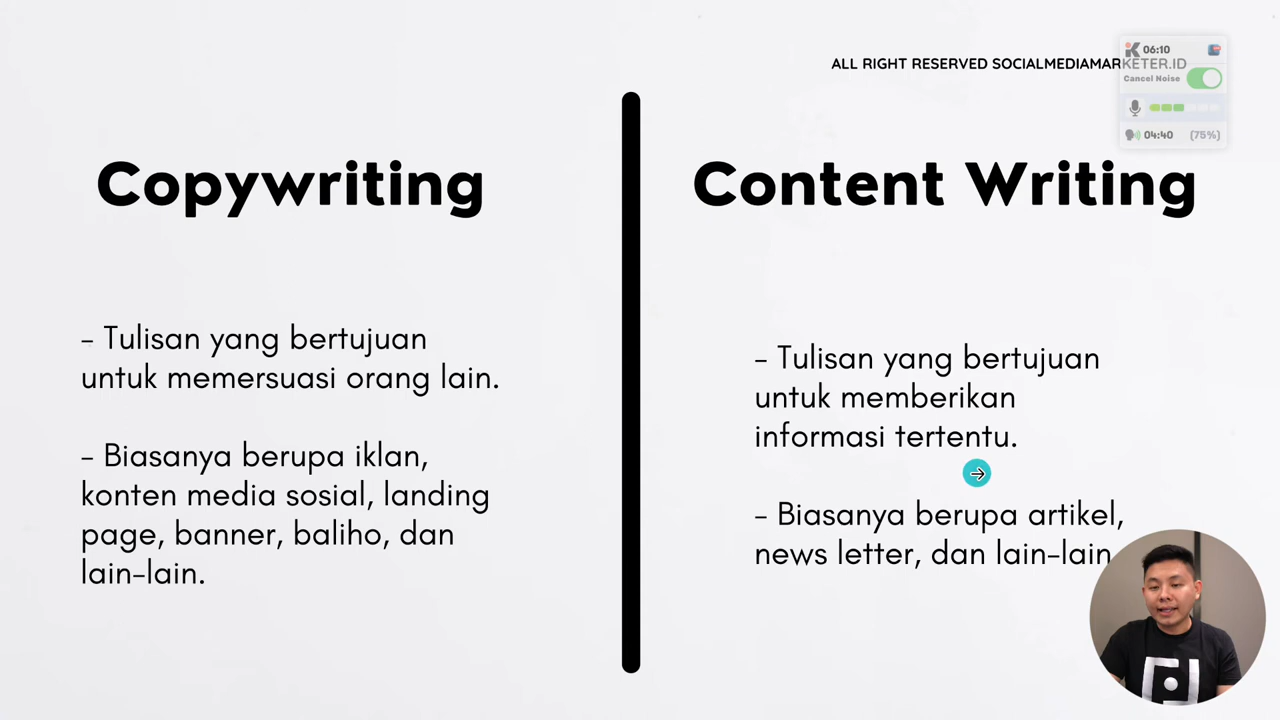 ALL RIGHT RESERVED SOCIALMEDIAMARKETER.ID
06:10
Cancel Noise
04:40 (75%)
Copywriting
- Tulisan yang bertujuan
untuk memersuasi orang lain.
- Biasanya berupa iklan,
konten media sosial, landing
page, banner, baliho, dan
lain-lain.
Content Writing
- Tulisan yang bertujuan
untuk memberikan
informasi tertentu.
- Biasanya berupa artikel,
news letter, dan lain-lain